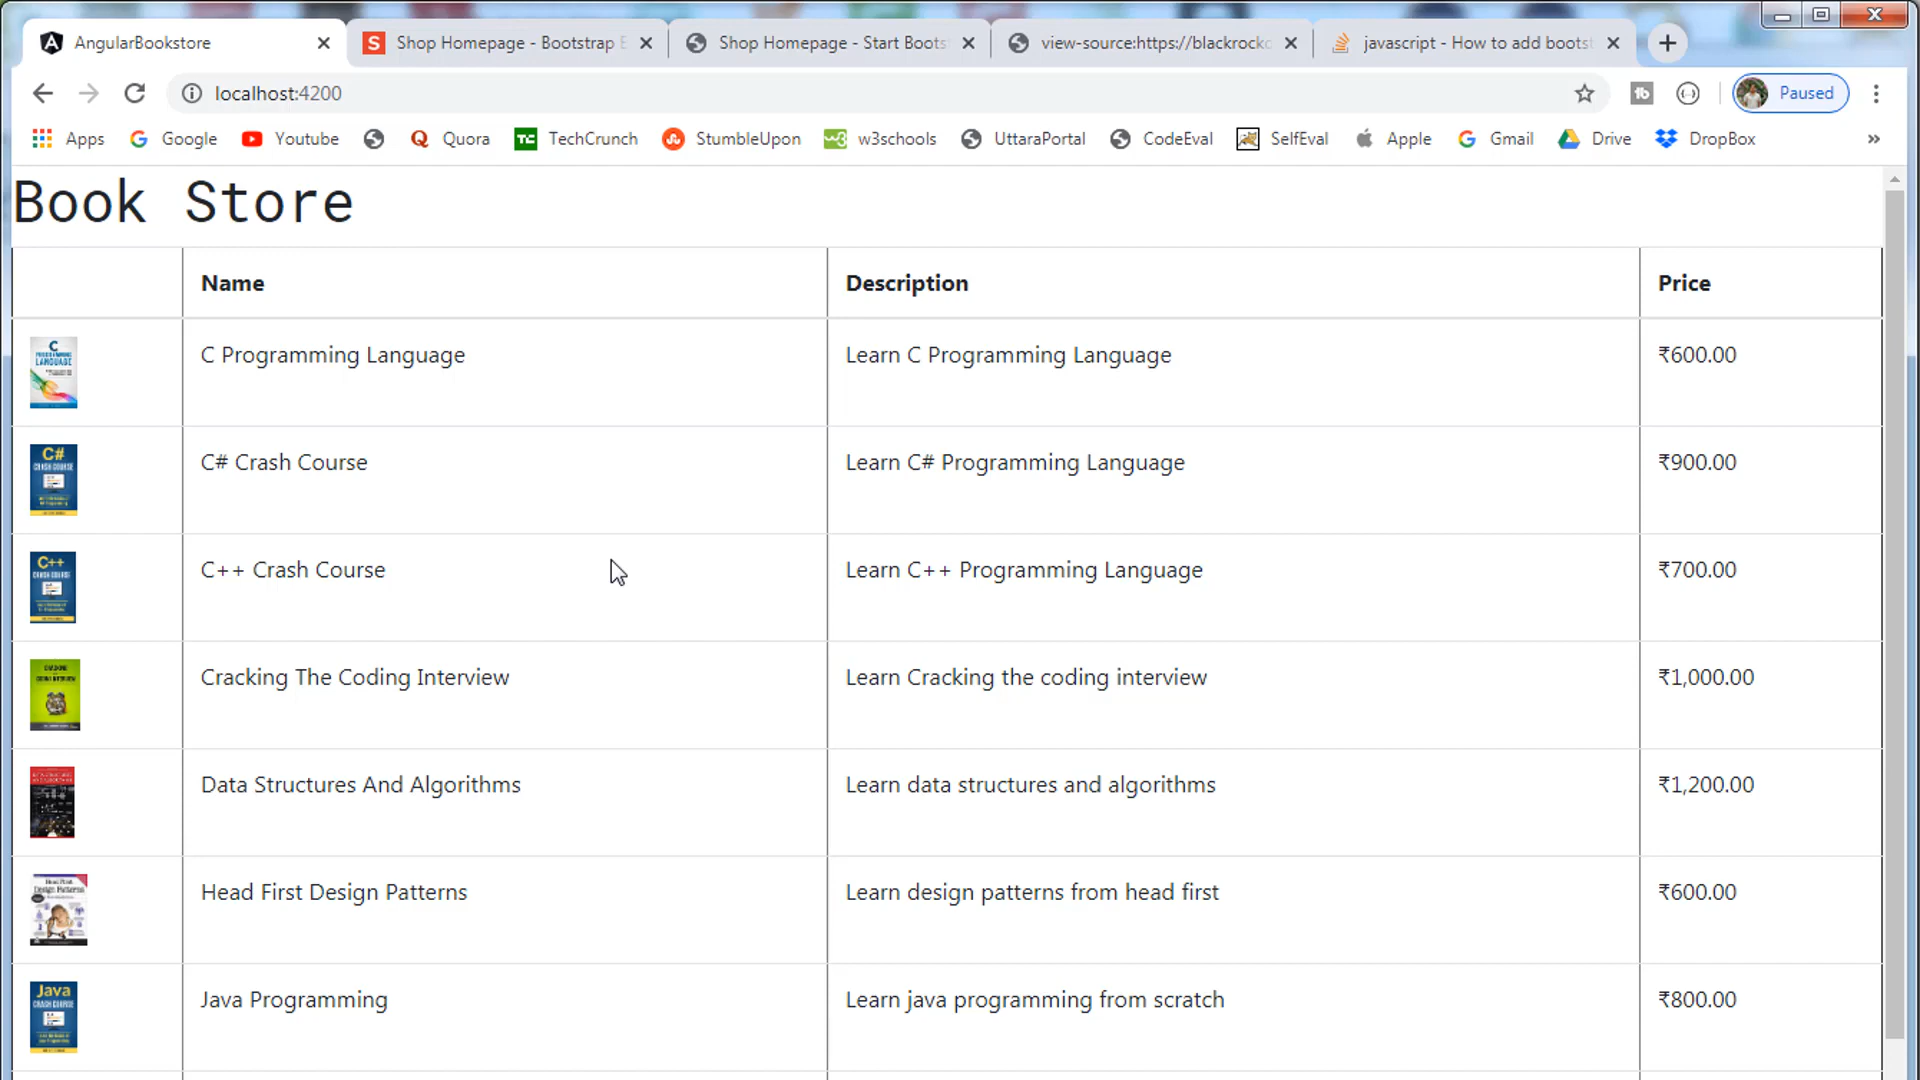 AngularBookstore
Shop Homepage - Bootstrap E
Shop Homepage - Start Boots
view-source:https://blackrockd
javascript - How to add boots
localhost:4200
Paused
Apps
Google
Youtube
Quora
TechCrunch
StumbleUpon
w3schools
UttaraPortal
CodeEval
SelfEval
Apple
Gmail
Drive
DropBox
»
Book Store
Name Description Price
C Programming Language Learn C Programming Language ₹600.00
C# Crash Course Learn C# Programming Language ₹900.00
C++ Crash Course Learn C++ Programming Language ₹700.00
Cracking The Coding Interview Learn Cracking the coding interview ₹1,000.00
Data Structures And Algorithms Learn data structures and algorithms ₹1,200.00
Head First Design Patterns Learn design patterns from head first ₹600.00
Java Programming Learn java programming from scratch ₹800.00